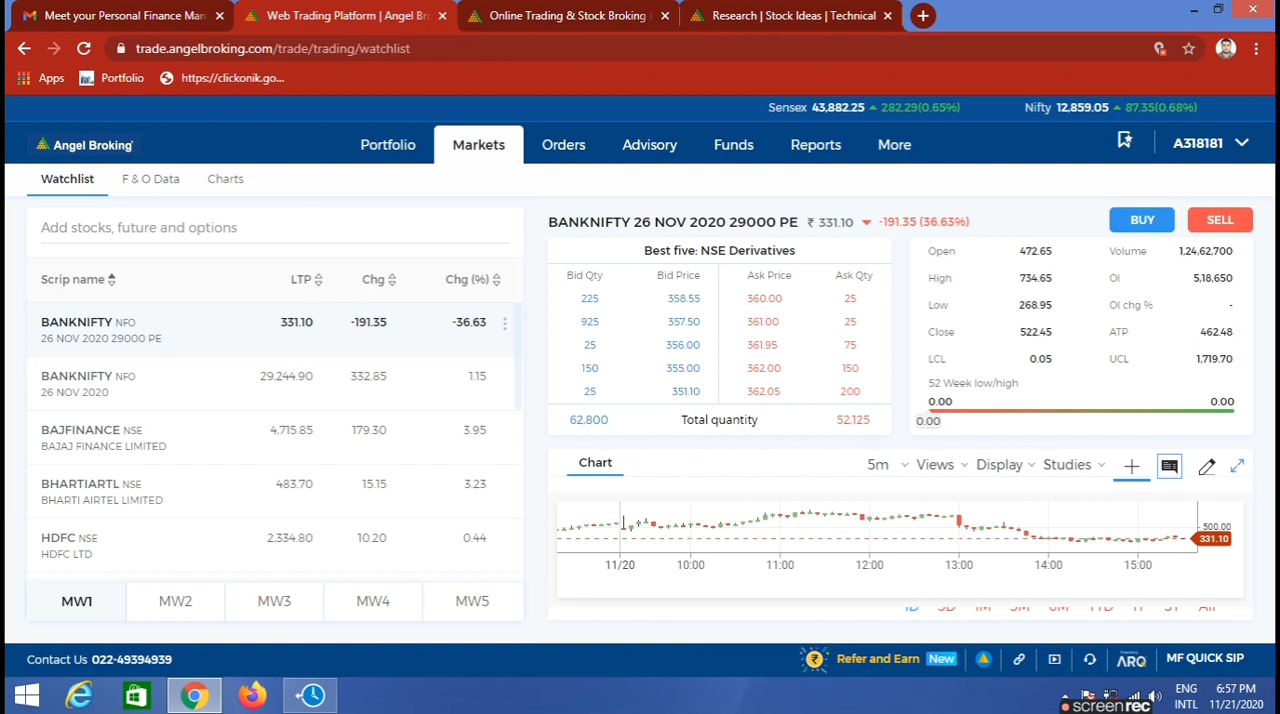 Meet your Personal Finance Man
Web Trading Platform | Angel Br
Online Trading & Stock Broking i
Research | Stock Ideas | Technical
trade.angelbroking.com/trade/trading/watchlist
Apps Portfolio https://clickonik.go...
Sensex 43,882.25 282.29(0.65%) Nifty 12,859.05 87.35(0.68%)
Angel Broking Portfolio Markets Orders Advisory Funds Reports More A318181
Watchlist F & O Data Charts
Add stocks, future and options
Scrip name LTP Chg Chg (%)
BANKNIFTY NFO 331.10 -191.35 -36.63
26 NOV 2020 29000 PE
BANKNIFTY NFO 29,244.90 332.85 1.15
26 NOV 2020
BAJFINANCE NSE 4,715.85 179.30 3.95
BAJAJ FINANCE LIMITED
BHARTIARTL NSE 483.70 15.15 3.23
BHARTI AIRTEL LIMITED
HDFC NSE 2,334.80 10.20 0.44
HDFC LTD
MW1 MW2 MW3 MW4 MW5
BANKNIFTY 26 NOV 2020 29000 PE ₹ 331.10 -191.35 (36.63%) BUY SELL
Best five: NSE Derivatives
Bid Qty Bid Price Ask Price Ask Qty
225 358.55 360.00 25
925 357.50 361.00 25
25 356.00 361.95 75
150 355.00 362.00 150
25 351.10 362.05 200
62,800 Total quantity 52,125
Open 472.65 Volume 1,24,62,700
High 734.65 OI 5,18,650
Low 268.95 OI chg % -
Close 522.45 ATP 462.48
LCL 0.05 UCL 1,719.70
52 Week low/high
0.00 0.00
0.00
Chart 5m Views Display Studies
500.00
331.10
11/20 10:00 11:00 12:00 13:00 14:00 15:00
1D 5D 1M 3M 6M YTD 1Y 5Y All
Contact Us 022-49394939 Refer and Earn New Powered by ARQ MF QUICK SIP
ENG 6:57 PM
INTL 11/21/2020
screenrec